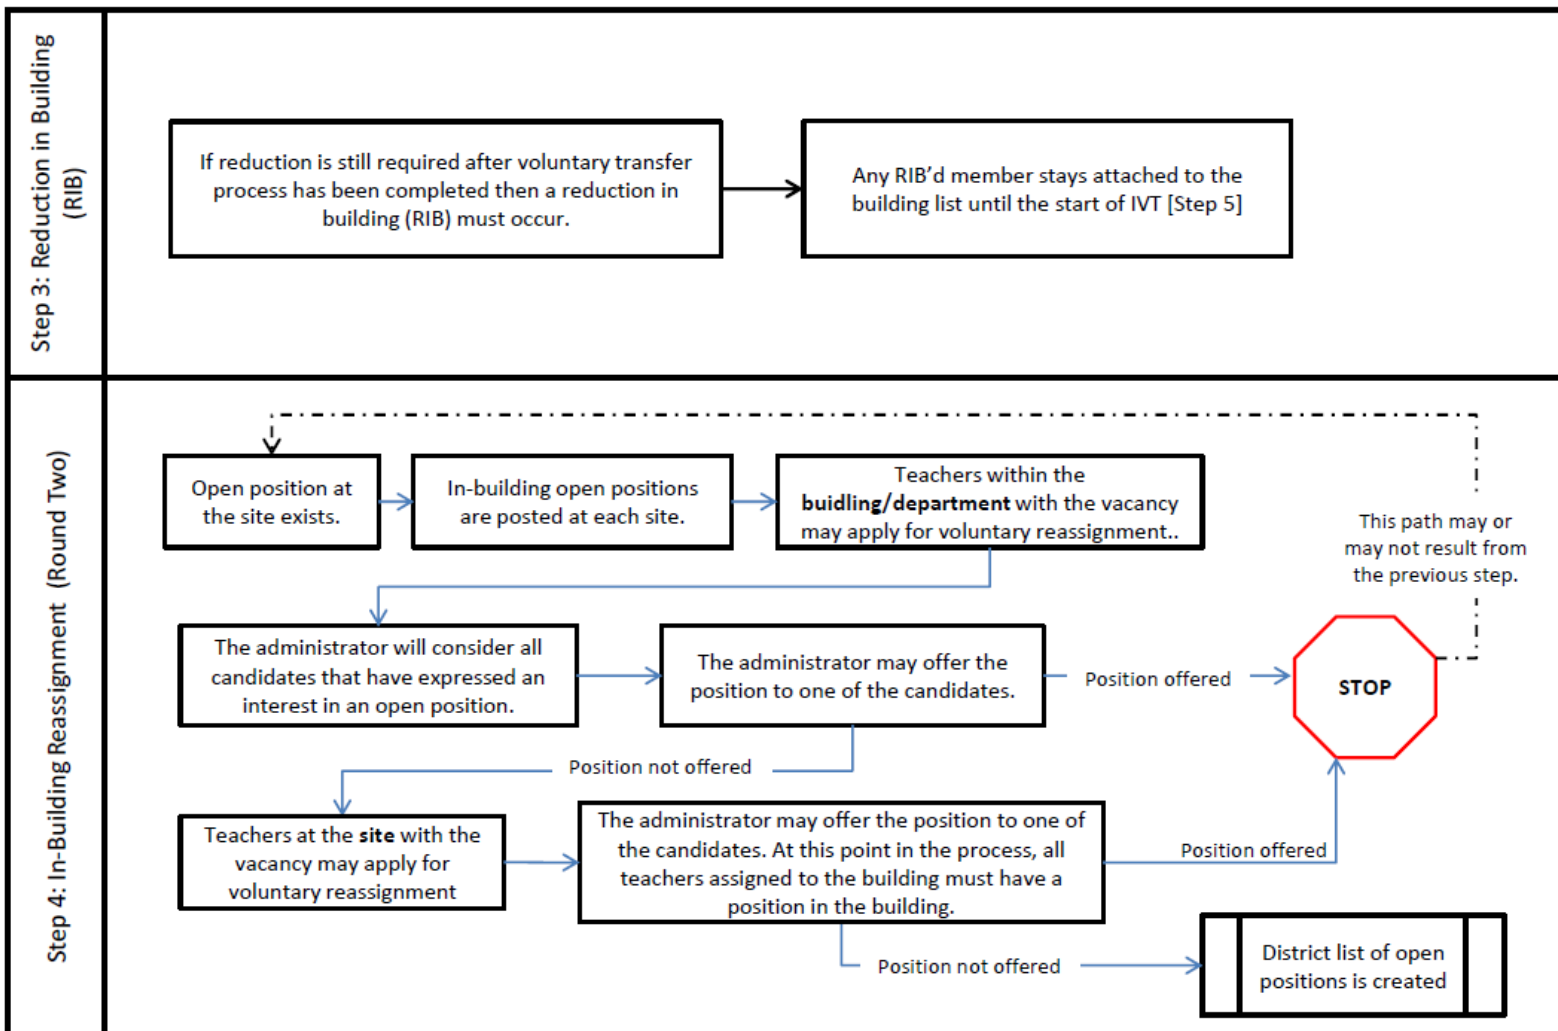 Step 3: Reduction in Building
(RIB)
If reduction is still required after voluntary transfer
process has been completed then a reduction in
building (RIB) must occur.
Any RIB'd member stays attached to the
building list until the start of IVT [Step 5]
Step 4: In-Building Reassignment (Round Two)
Open position at
the site exists.
In-building open positions
are posted at each site.
Teachers within the
buidling/department with the vacancy
may apply for voluntary reassignment..
This path may or
may not result from
the previous step.
The administrator will consider all
candidates that have expressed an
interest in an open position.
The administrator may offer the
position to one of the candidates.
Position offered
STOP
Position not offered
Teachers at the site with the
vacancy may apply for
voluntary reassignment
The administrator may offer the position to one of
the candidates. At this point in the process, all
teachers assigned to the building must have a
position in the building.
Position offered
Position not offered
District list of open
positions is created